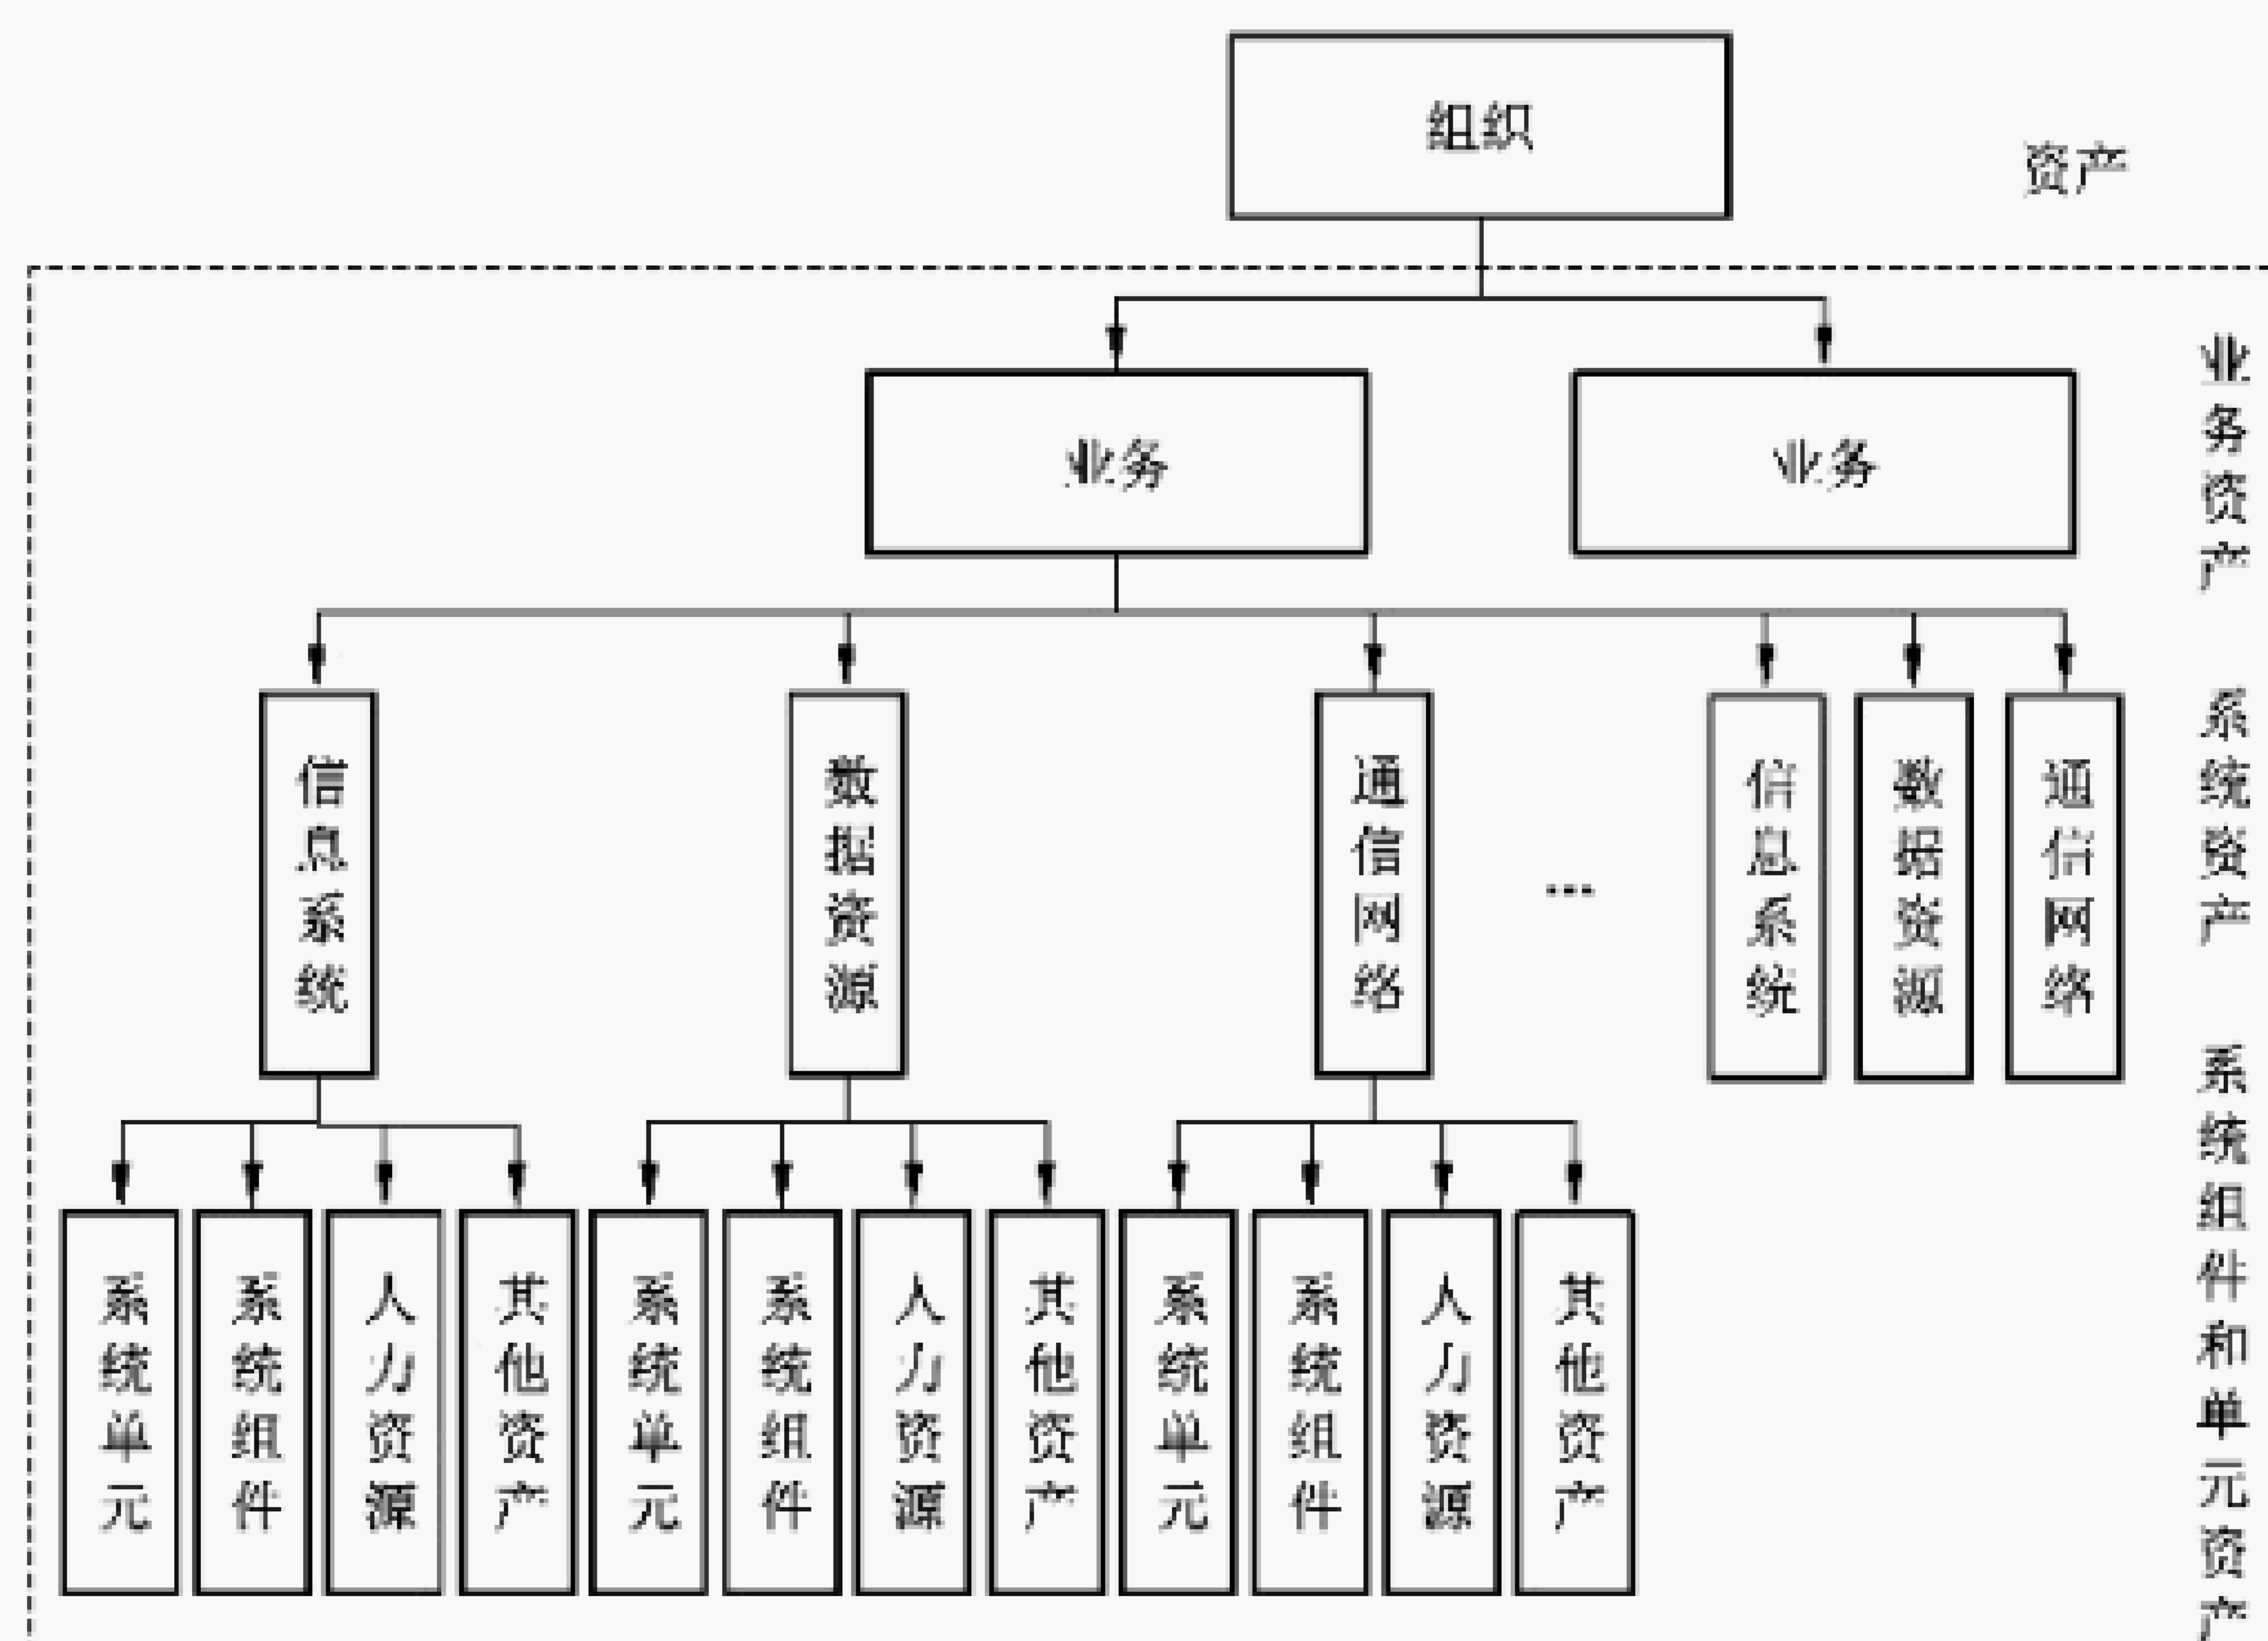 组织
资产
业务
业务
业务资产
信息系统
数据资源
通信网络
…
信息系统
数据资源
通信网络
系统资产
系统单元
系统组件
人力资源
其他资产
系统单元
系统组件
人力资源
其他资产
系统单元
系统组件
人力资源
其他资产
系统组件和单元资产